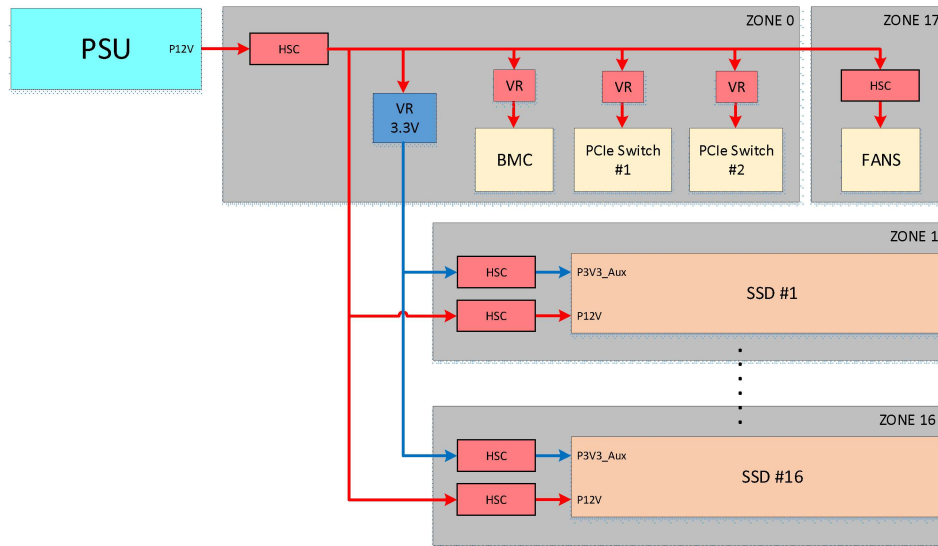 PSU
P12V
ZONE 0
HSC
VR
3.3V
VR
BMC
VR
PCIe Switch
#1
VR
PCIe Switch
#2
ZONE 17
HSC
FANS
ZONE 1
HSC
P3V3_Aux
SSD #1
HSC
P12V
ZONE 16
HSC
P3V3_Aux
SSD #16
HSC
P12V